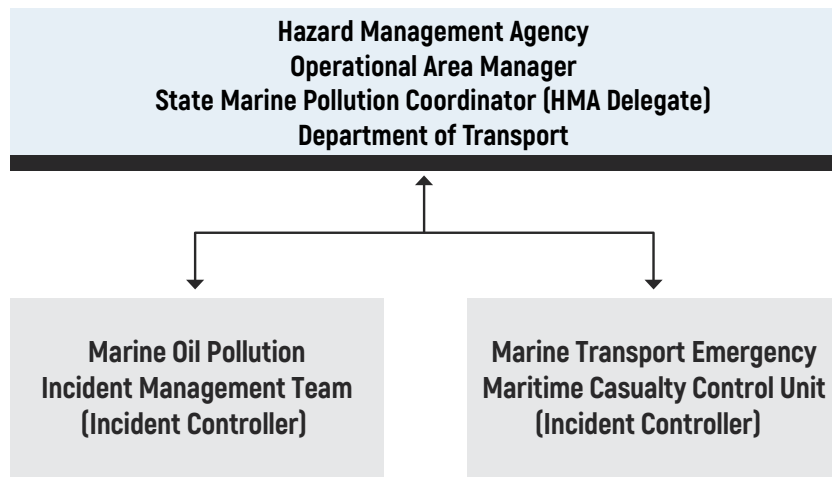 Hazard Management Agency
Operational Area Manager
State Marine Pollution Coordinator (HMA Delegate)
Department of Transport
Marine Oil Pollution
Incident Management Team
(Incident Controller)
Marine Transport Emergency
Maritime Casualty Control Unit
(Incident Controller)